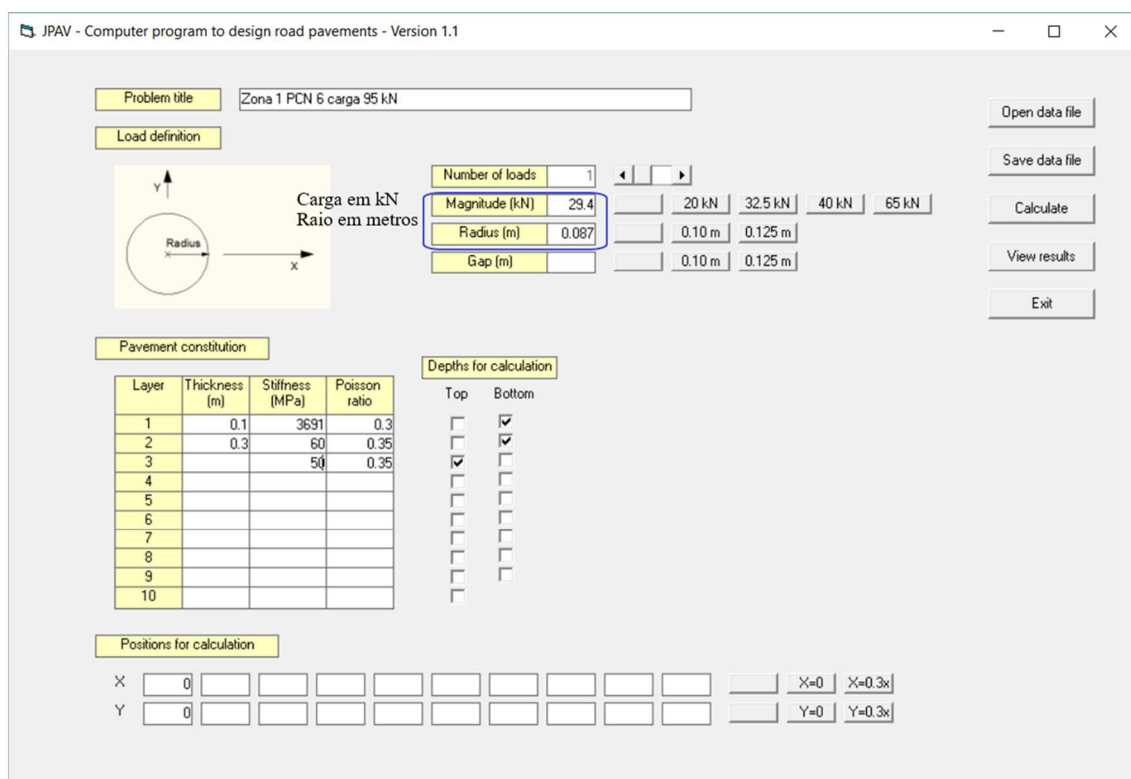 JPAV - Computer program to design road pavements - Version 1.1
Problem title Zona 1 PCN 6 carga 95 kN
Open data file
Load definition
Save data file
Number of loads 1
Y
Carga em kN
Raio em metros
Magnitude (kN) 29.4 20 kN 32.5 kN 40 kN 65 kN
Calculate
Radius (m) 0.087 0.10 m 0.125 m
Radius
X
Gap (m) 0.10 m 0.125 m
View results
Exit
Pavement constitution
Depths for calculation
Layer Thickness (m) Stiffness (MPa) Poisson ratio Top Bottom
1 0.1 3691 0.3
2 0.3 60 0.35
3 50 0.35
4
5
6
7
8
9
10
Positions for calculation
X 0 X=0 X=0.3x
Y 0 Y=0 Y=0.3x